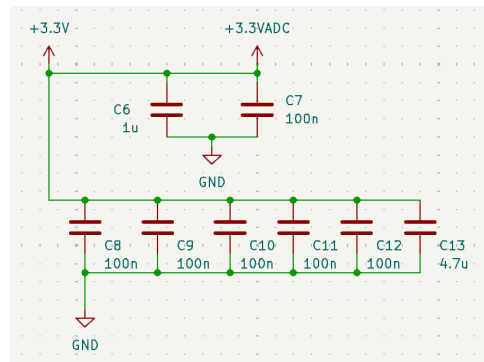 +3.3V
+3.3VADC
C6
1u
C7
100n
GND
C8
100n
C9
100n
C10
100n
C11
100n
C12
100n
C13
4.7u
GND